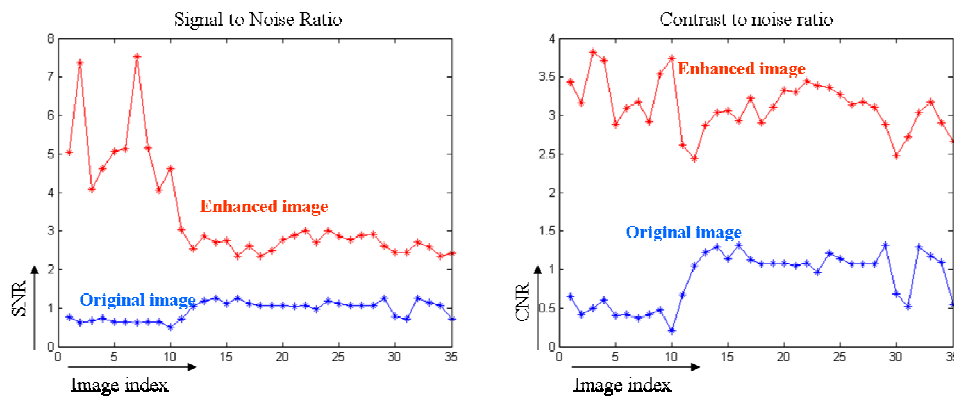 Signal to Noise Ratio
8
7
6
5
4
3
2
1
0
Enhanced image
Original image
SNR
0 5 10 15 20 25 30 35
Image index
Contrast to noise ratio
4
3.5
3
2.5
2
1.5
1
0.5
0
Enhanced image
Original image
CNR
0 5 10 15 20 25 30 35
Image index